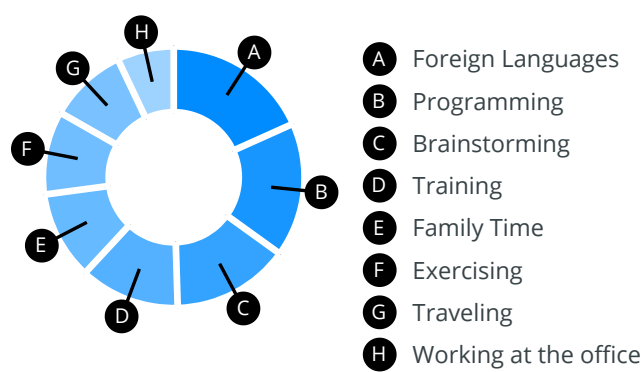 H
A
G
F
B
E
D
C
A Foreign Languages
B Programming
C Brainstorming
D Training
E Family Time
F Exercising
G Traveling
H Working at the office